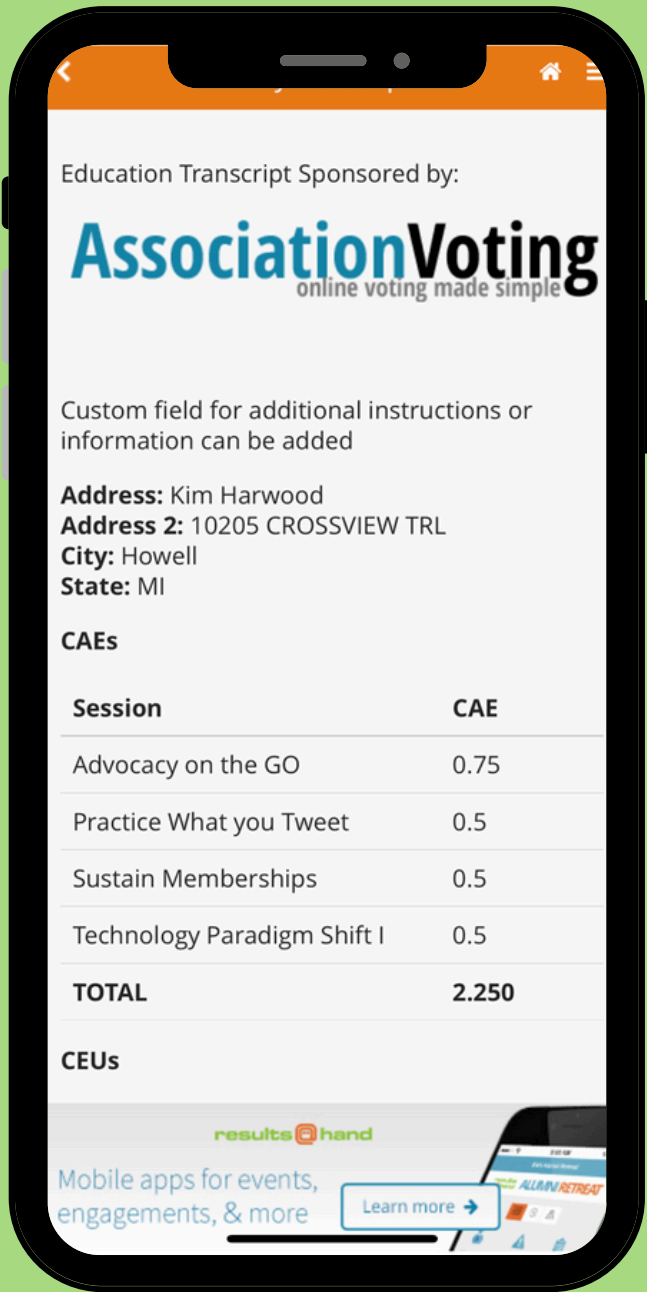 Education Transcript Sponsored by:
AssociationVoting
online voting made simple
Custom field for additional instructions or
information can be added
Address: Kim Harwood
Address 2: 10205 CROSSVIEW TRL
City: Howell
State: MI
CAEs
Session CAE
Advocacy on the GO 0.75
Practice What you Tweet 0.5
Sustain Memberships 0.5
Technology Paradigm Shift I 0.5
TOTAL 2.250
CEUs
results@hand
Mobile apps for events,
engagements, & more
Learn more
ALUMNI RETREAT